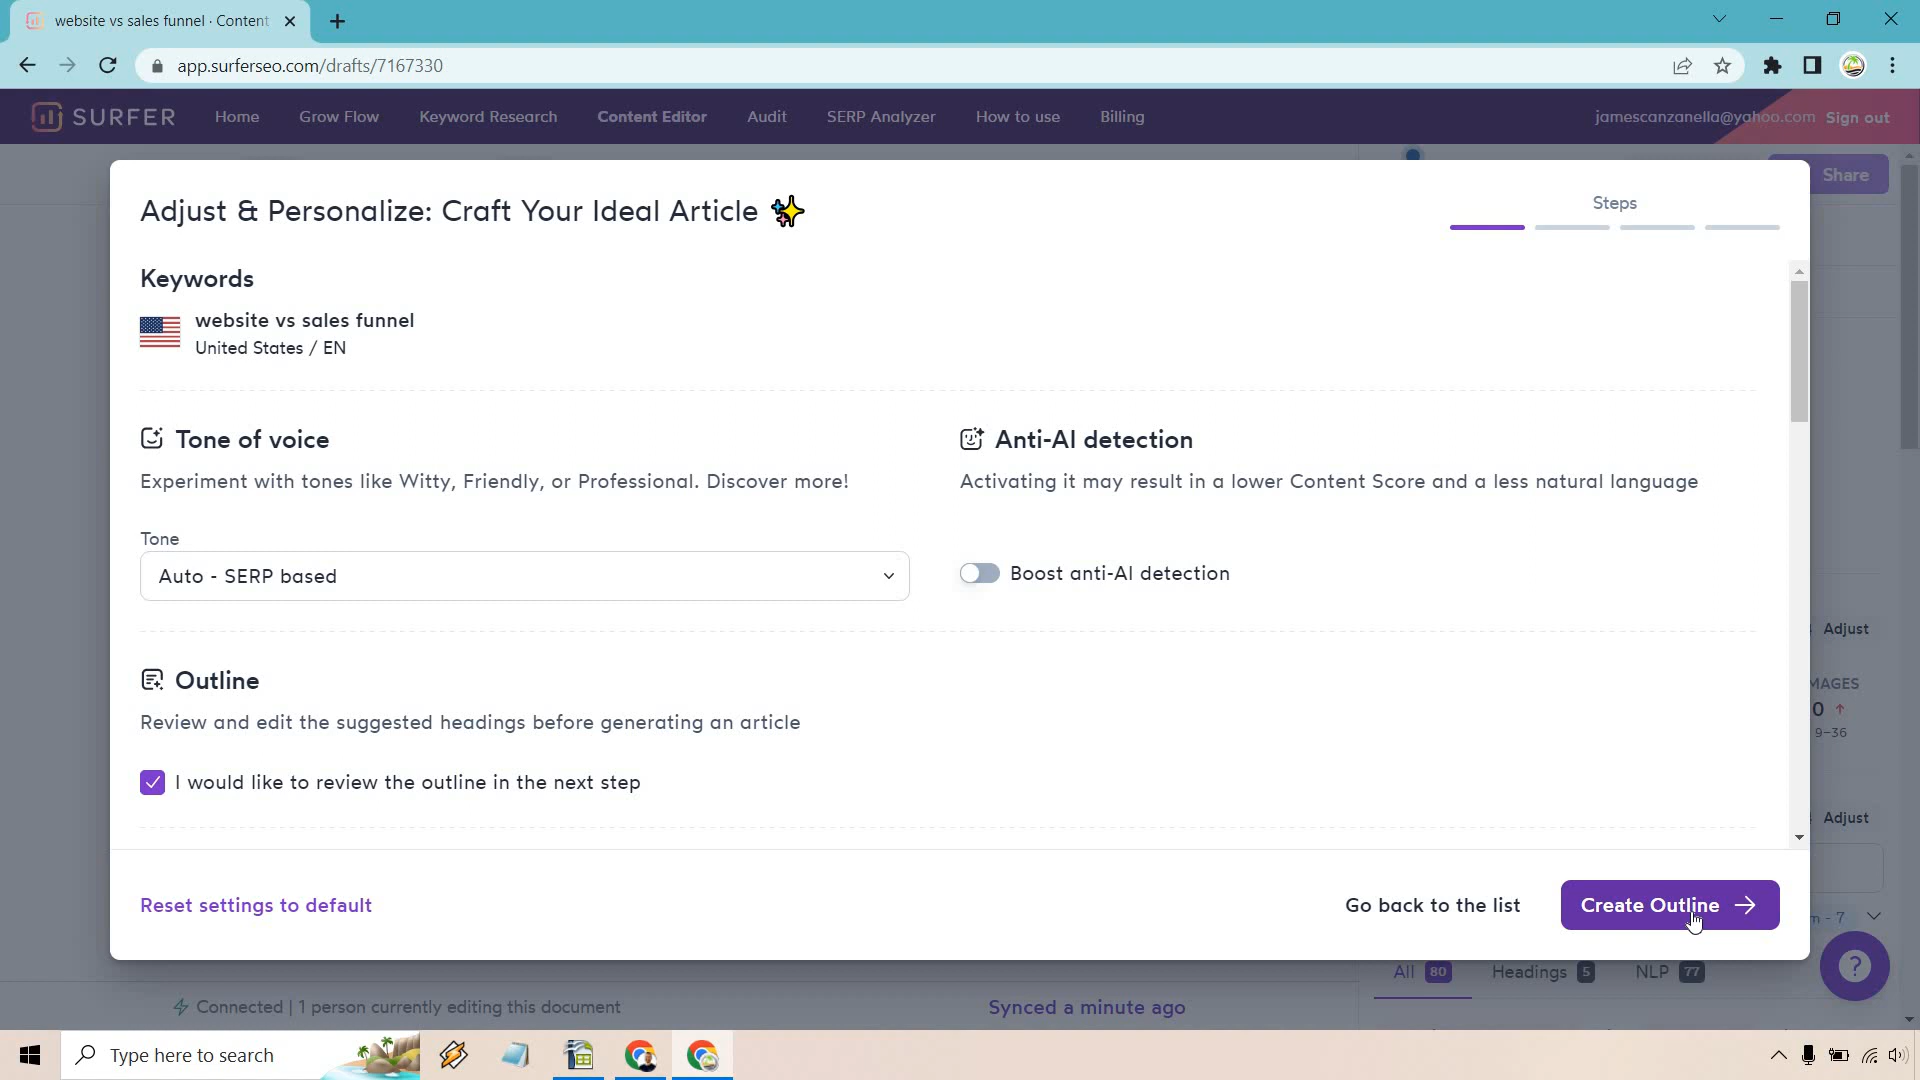 website vs sales funnel · Content
app.surferseo.com/drafts/7167330
SURFER
Home
Grow Flow
Keyword Research
Content Editor
Audit
SERP Analyzer
How to use
Billing
jamescanzanella@yahoo.com
Sign out
Share
Adjust & Personalize: Craft Your Ideal Article
Steps
Keywords
website vs sales funnel
United States / EN
Tone of voice
Experiment with tones like Witty, Friendly, or Professional. Discover more!
Tone
Auto - SERP based
Anti-AI detection
Activating it may result in a lower Content Score and a less natural language
Boost anti-AI detection
Outline
Review and edit the suggested headings before generating an article
I would like to review the outline in the next step
Adjust
MAGES
0
9-36
Adjust
Reset settings to default
Go back to the list
Create Outline
- 7
?
All 80
Headings 5
NLP 77
Connected | 1 person currently editing this document
Synced a minute ago
Type here to search